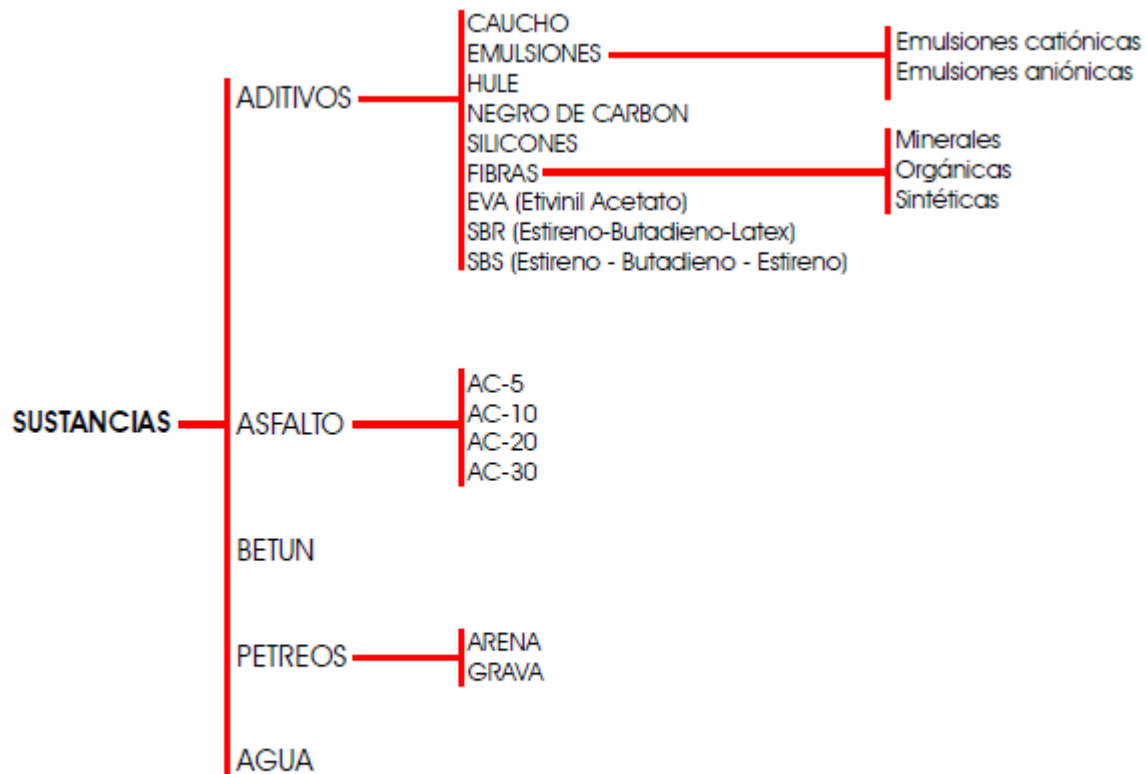 CAUCHO
EMULSIONES
HULE
NEGRO DE CARBON
SILICONES
FIBRAS
EVA (Etivinil Acetato)
SBR (Estireno-Butadieno-Latex)
SBS (Estireno - Butadieno - Estireno)
Emulsiones catiónicas
Emulsiones aniónicas
Minerales
Orgánicas
Sintéticas
ADITIVOS
SUSTANCIAS
ASFALTO
AC-5
AC-10
AC-20
AC-30
BETUN
PETREOS
ARENA
GRAVA
AGUA